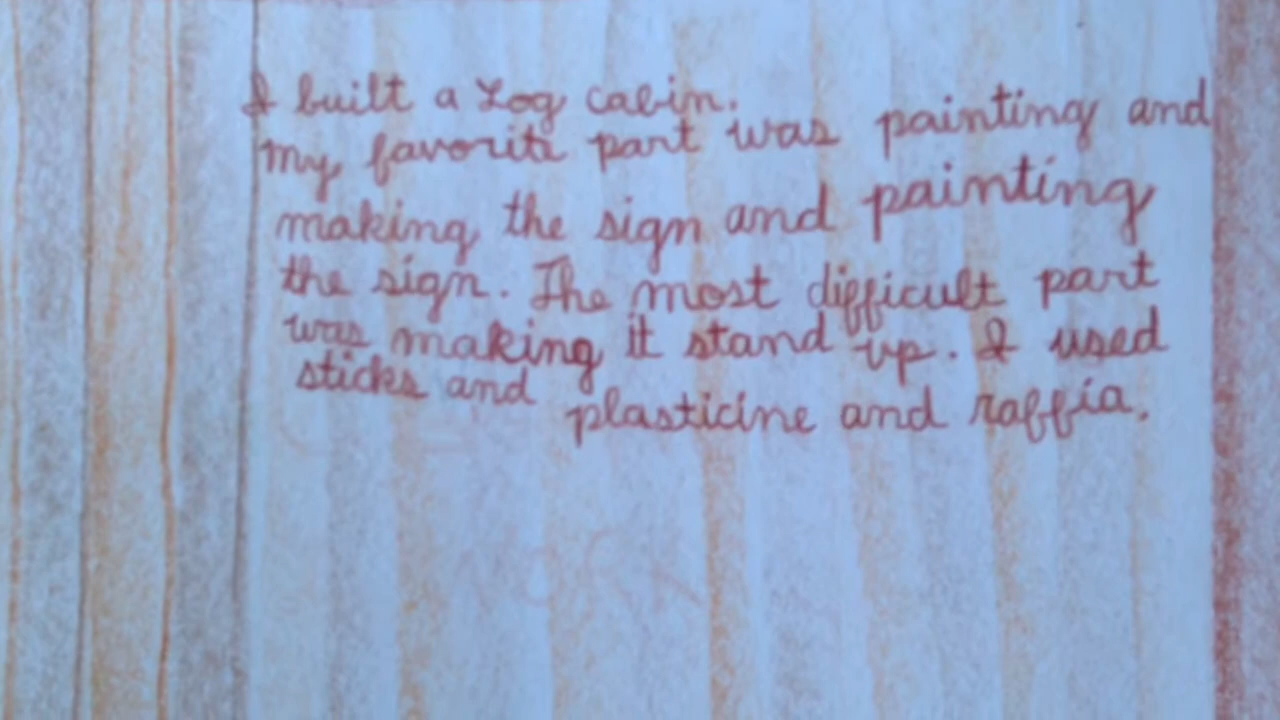 I built a Log cabin.
my favorite part was painting and
making the sign and painting
the sign. The most difficult part
was making it stand up. I used
sticks and plasticine and raffia.